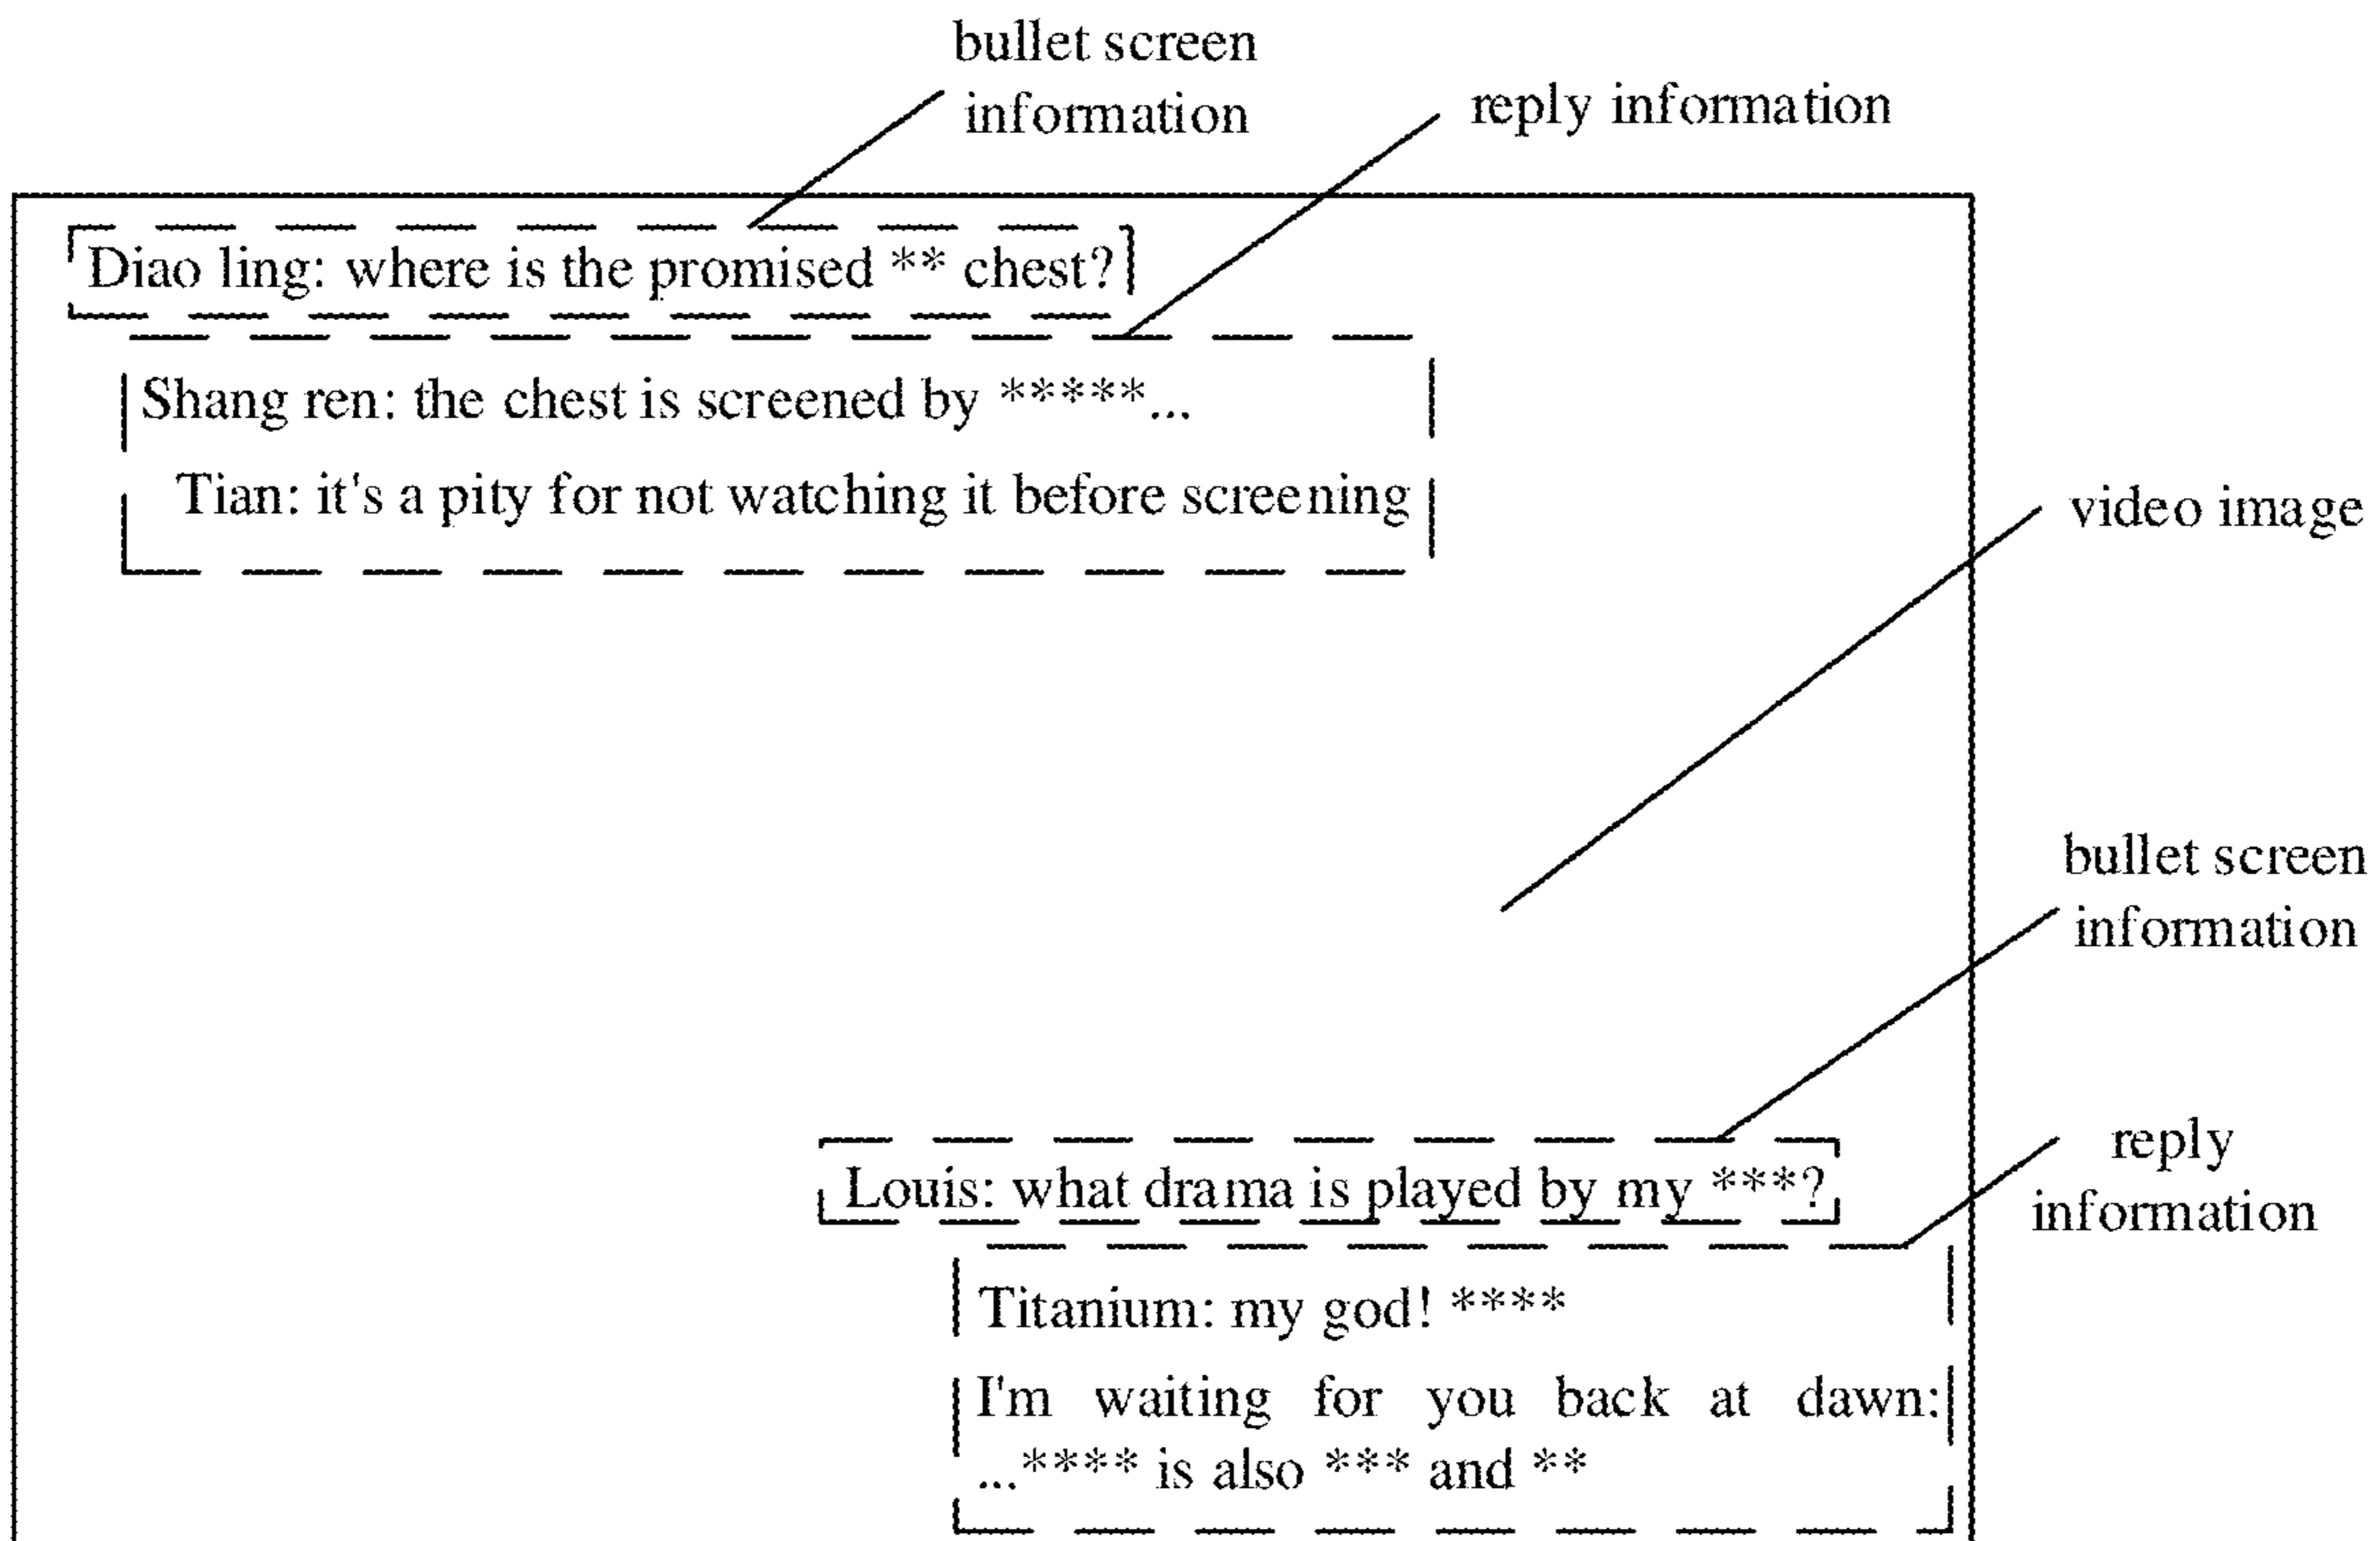 bullet screen
information
reply information
Diao ling: where is the promised ** chest?
Shang ren: the chest is screened by *****...
Tian: it's a pity for not watching it before screening
video image
bullet screen
information
Louis: what drama is played by my ***?
reply
information
Titanium: my god! ****
I'm waiting for you back at dawn:
...**** is also *** and **